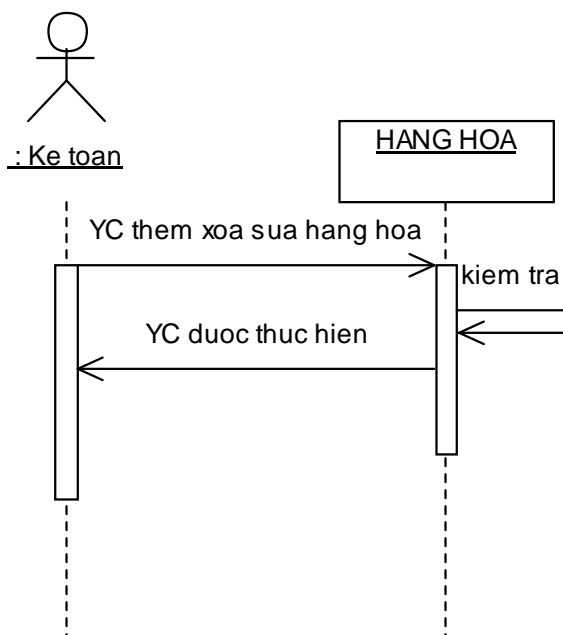 : Ke toan
HANG HOA
YC them xoa sua hang hoa
kiem tra
YC duoc thuc hien